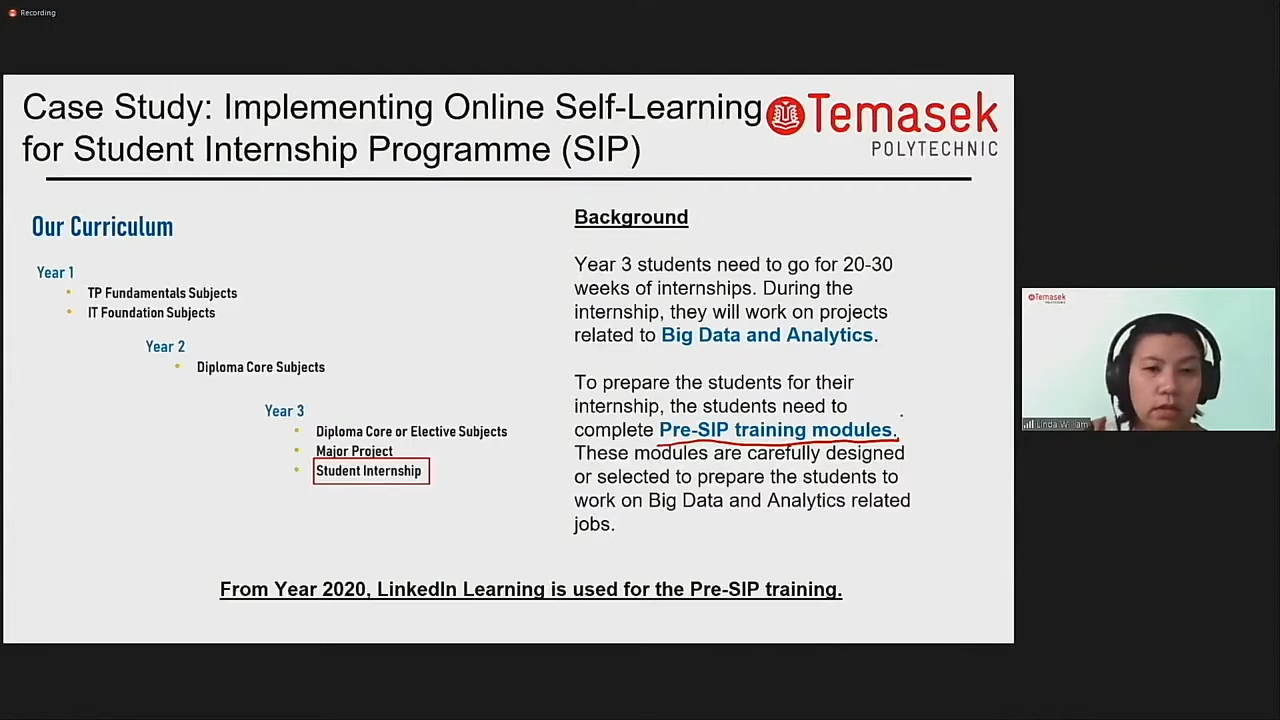 Recording
Case Study: Implementing Online Self-Learning
for Student Internship Programme (SIP)
Temasek
POLYTECHNIC
Our Curriculum
Year 1
TP Fundamentals Subjects
IT Foundation Subjects
Year 2
Diploma Core Subjects
Year 3
Diploma Core or Elective Subjects
Major Project
Student Internship
Background
Year 3 students need to go for 20-30
weeks of internships. During the
internship, they will work on projects
related to Big Data and Analytics.
To prepare the students for their
internship, the students need to
complete Pre-SIP training modules.
These modules are carefully designed
or selected to prepare the students to
work on Big Data and Analytics related
jobs.
From Year 2020, LinkedIn Learning is used for the Pre-SIP training.
Temasek
POLYTECHNIC
Linda William